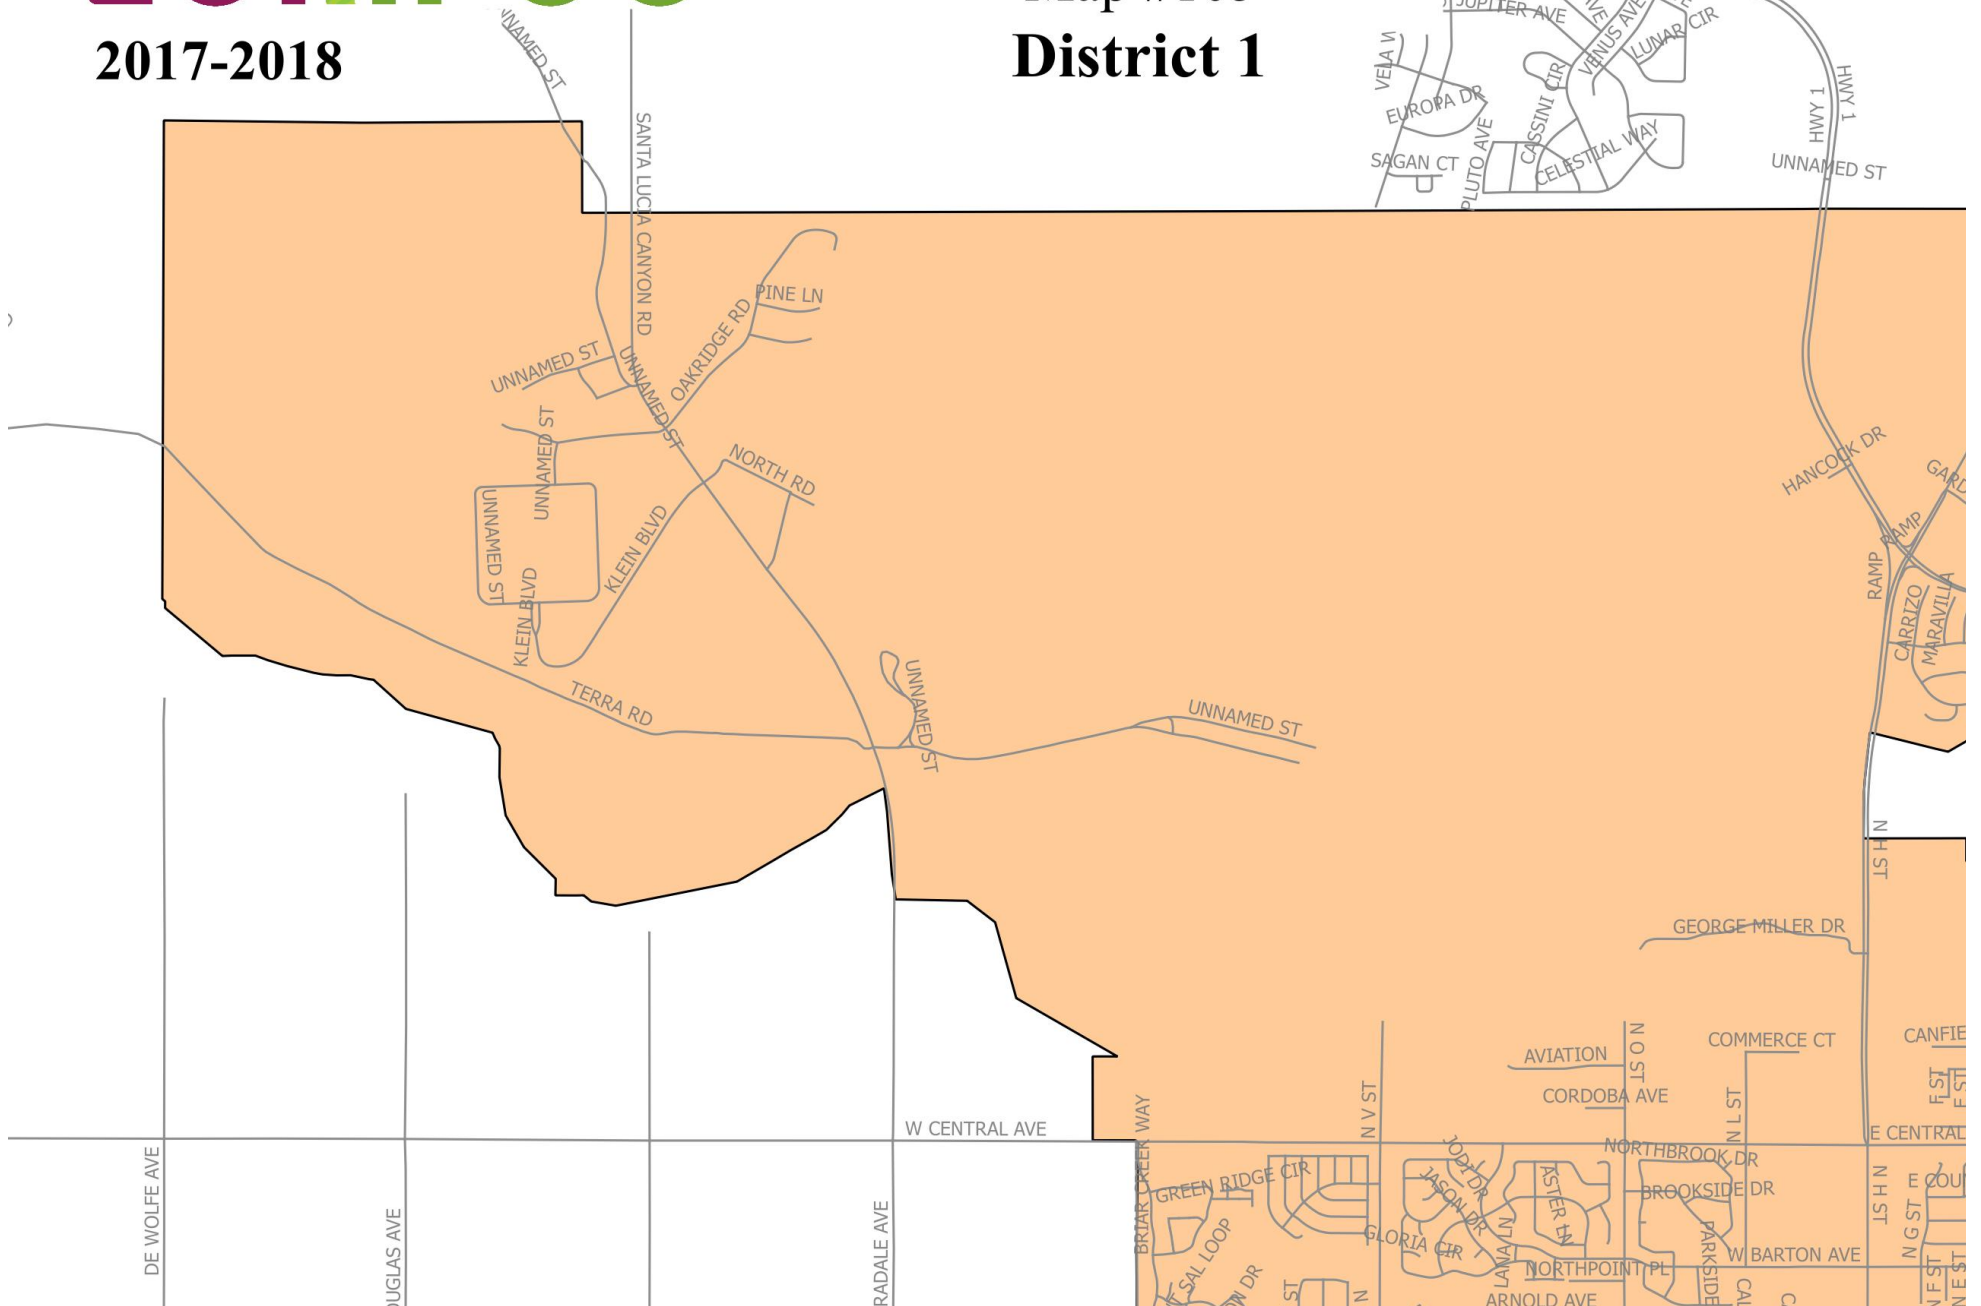 2017-2018
District 1
JUPITER AVE
VENUS AVE
LUNAR CIR
EUROPA DR
CASSINI CIR
PLUTO AVE
CELESTIAL WAY
SAGAN CT
HWY 1
HWY 1
UNNAMED ST
SANTA LUCIA CANYON RD
PINE LN
OAKRIDGE RD
UNNAMED ST
UNNAMED ST
UNNAMED ST
NORTH RD
UNNAMED ST
KLEIN BLVD
KLEIN BLVD
HANCOCK DR
RAMP
RAMP
CARRIZO
MARAVILLA
TERRA RD
UNNAMED ST
UNNAMED ST
N H ST
GEORGE MILLER DR
AVIATION
N O ST
COMMERCE CT
CORDOBA AVE
N V ST
N L ST
F ST
F ST
W CENTRAL AVE
E CENTRAL
BRIAR CREEK WAY
NORTHBROOK DR
GREEN RIDGE CIR
JODI DR
JASON DR
ASTER LN
BROOKSIDE DR
N H ST
N G ST
DE WOLFE AVE
GLORIA CIR
LANA LN
W BARTON AVE
NORTHPOINT PL
PARKSIDE
SAL LOOP
ARNOLD AVE
N F ST
N E ST